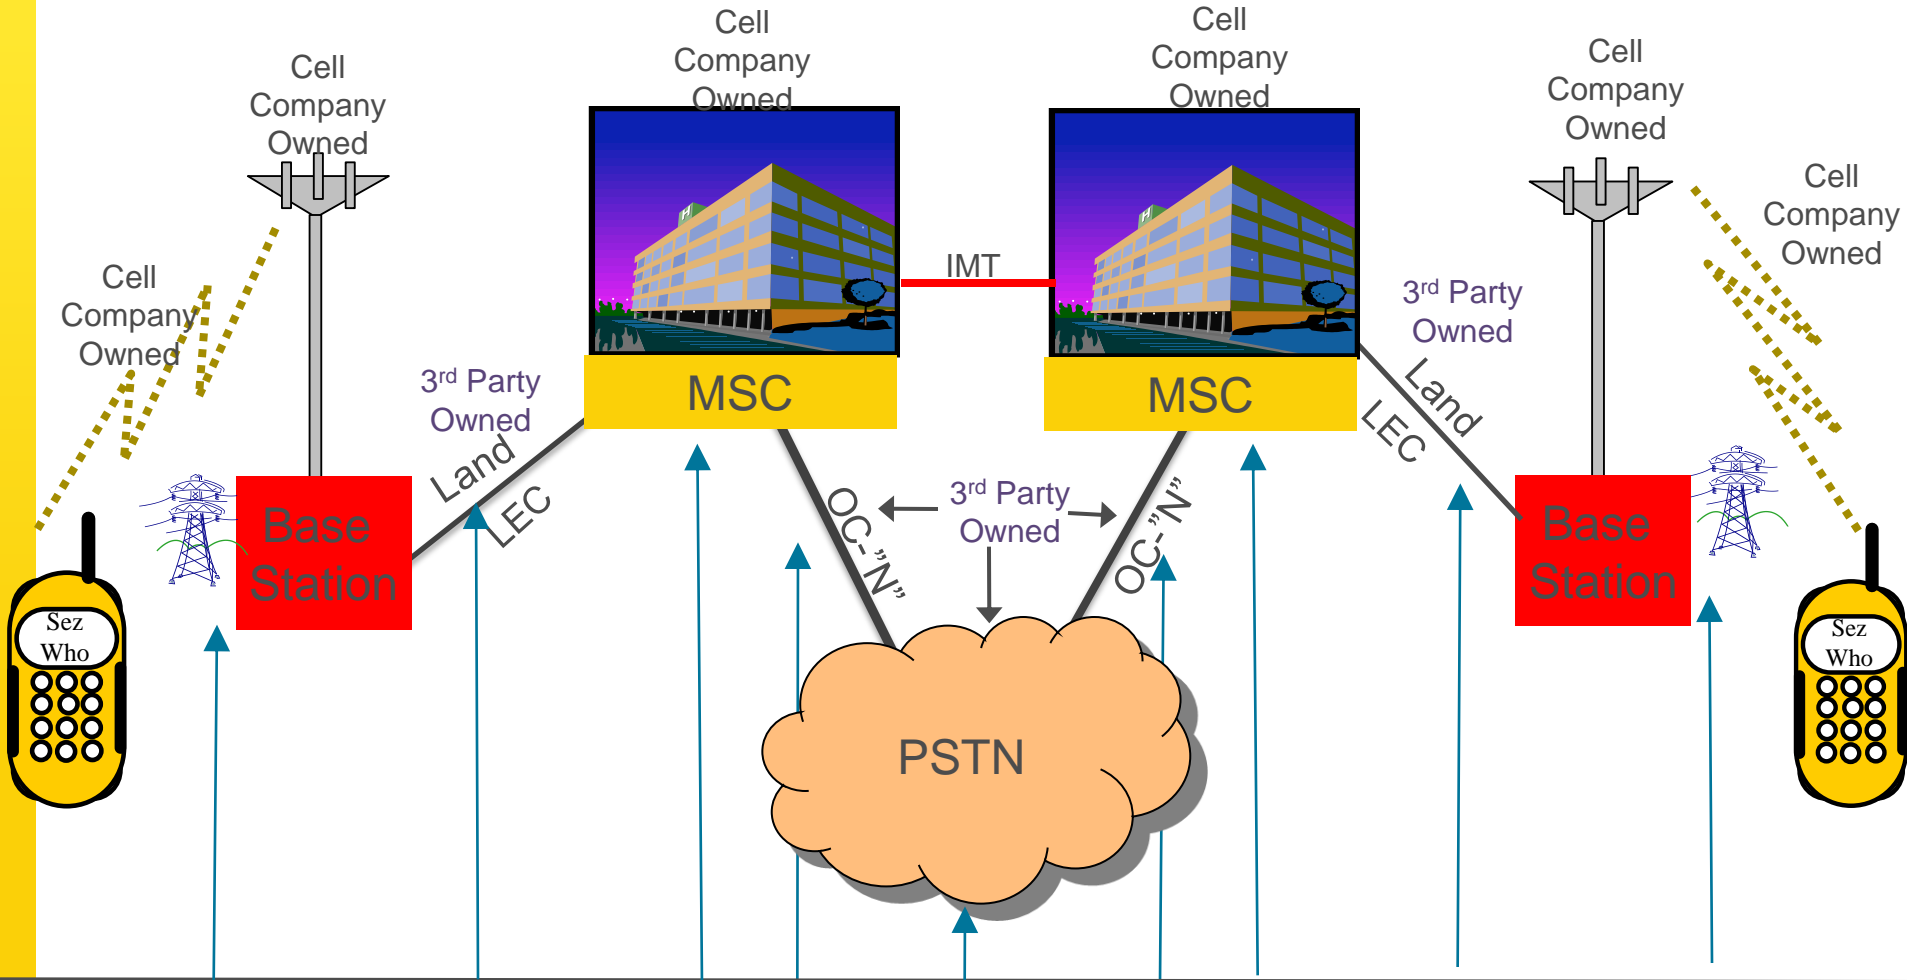 Cell
Company
Owned
Cell
Company
Owned
Cell
Company
Owned
Cell
Company
Owned
Cell
Company
Owned
Cell
Company
Owned
IMT
3rd Party
Owned
3rd Party
Owned
MSC
MSC
Land
LEC
Land
LEC
OC-”N”
3rd Party
Owned
OC-”N”
Base
Station
Base
Station
Sez
Who
Sez
Who
PSTN
H
H